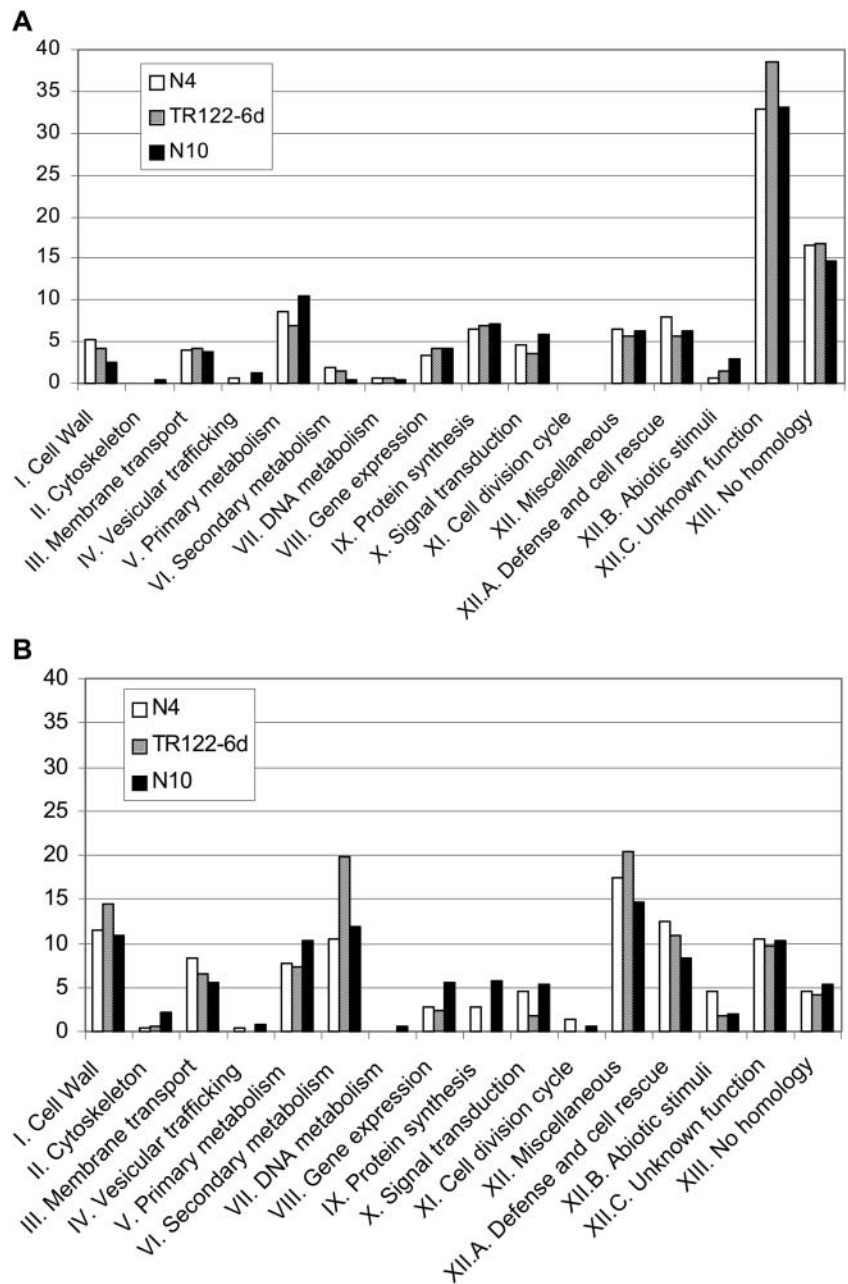 A
40
35
30
25
20
15
10
5
0
N4
TR122-6d
N10
I. Cell Wall
II. Cytoskeleton
III. Membrane transport
IV. Vesicular trafficking
V. Primary metabolism
VI. Secondary metabolism
VII. DNA metabolism
VIII. Gene expression
IX. Protein synthesis
X. Signal transduction
XI. Cell division cycle
XII. Miscellaneous
XII.A. Defense and cell rescue
XII.B. Abiotic stimuli
XII.C. Unknown function
XIII. No homology
B
40
35
30
25
20
15
10
5
0
N4
TR122-6d
N10
I. Cell Wall
II. Cytoskeleton
III. Membrane transport
IV. Vesicular trafficking
V. Primary metabolism
VI. Secondary metabolism
VII. DNA metabolism
VIII. Gene expression
IX. Protein synthesis
X. Signal transduction
XI. Cell division cycle
XII. Miscellaneous
XII.A. Defense and cell rescue
XII.B. Abiotic stimuli
XII.C. Unknown function
XIII. No homology